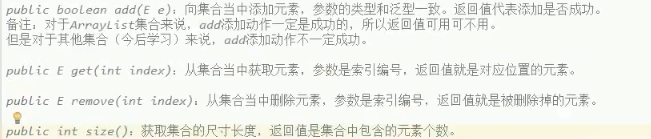 public boolean add(E e): 向集合当中添加元素，参数的类型和泛型一致。返回值代表添加是否成功。
备注：对于ArrayList集合来说，add添加动作一定是成功的，所以返回值可用可不用。
但是对于其他集合（今后学习）来说，add添加动作不一定成功。
public E get(int index): 从集合当中获取元素，参数是索引编号，返回值就是对应位置的元素。
public E remove(int index): 从集合当中删除元素，参数是索引编号，返回值就是被删除掉的元素。
public int size(): 获取集合的尺寸长度，返回值是集合中包含的元素个数。